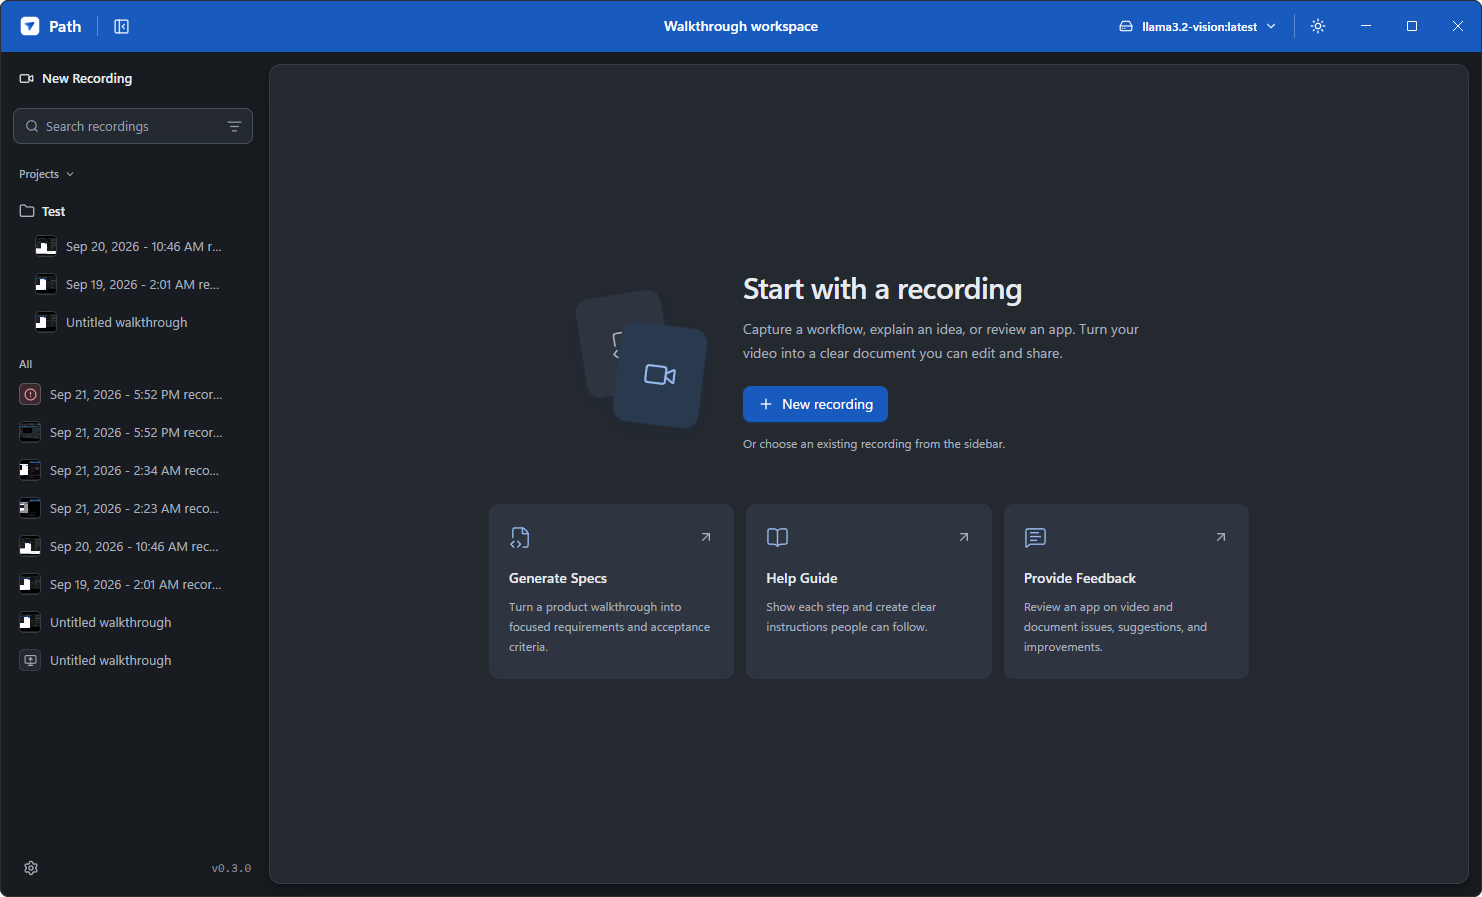 Path
Walkthrough workspace
llama3.2-vision:latest
New Recording
Search recordings
Projects
Test
Sep 20, 2026 - 10:46 AM r...
Sep 19, 2026 - 2:01 AM re...
Untitled walkthrough
All
Sep 21, 2026 - 5:52 PM recor...
Sep 21, 2026 - 5:52 PM recor...
Sep 21, 2026 - 2:34 AM reco...
Sep 21, 2026 - 2:23 AM reco...
Sep 20, 2026 - 10:46 AM rec...
Sep 19, 2026 - 2:01 AM recor...
Untitled walkthrough
Untitled walkthrough
v0.3.0
Start with a recording
Capture a workflow, explain an idea, or review an app. Turn your
video into a clear document you can edit and share.
New recording
Or choose an existing recording from the sidebar.
Generate Specs
Turn a product walkthrough into
focused requirements and acceptance
criteria.
Help Guide
Show each step and create clear
instructions people can follow.
Provide Feedback
Review an app on video and
document issues, suggestions, and
improvements.